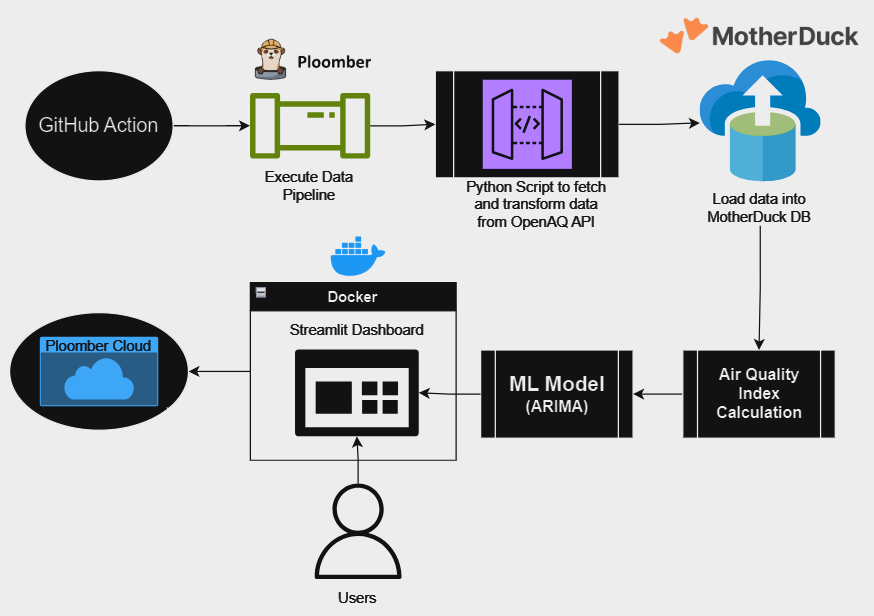 MotherDuck
Ploomber
GitHub Action
</>
Execute Data
Pipeline
Python Script to fetch
and transform data
from OpenAQ API
Load data into
MotherDuck DB
Docker
Streamlit Dashboard
Ploomber Cloud
ML Model
(ARIMA)
Air Quality
Index
Calculation
Users